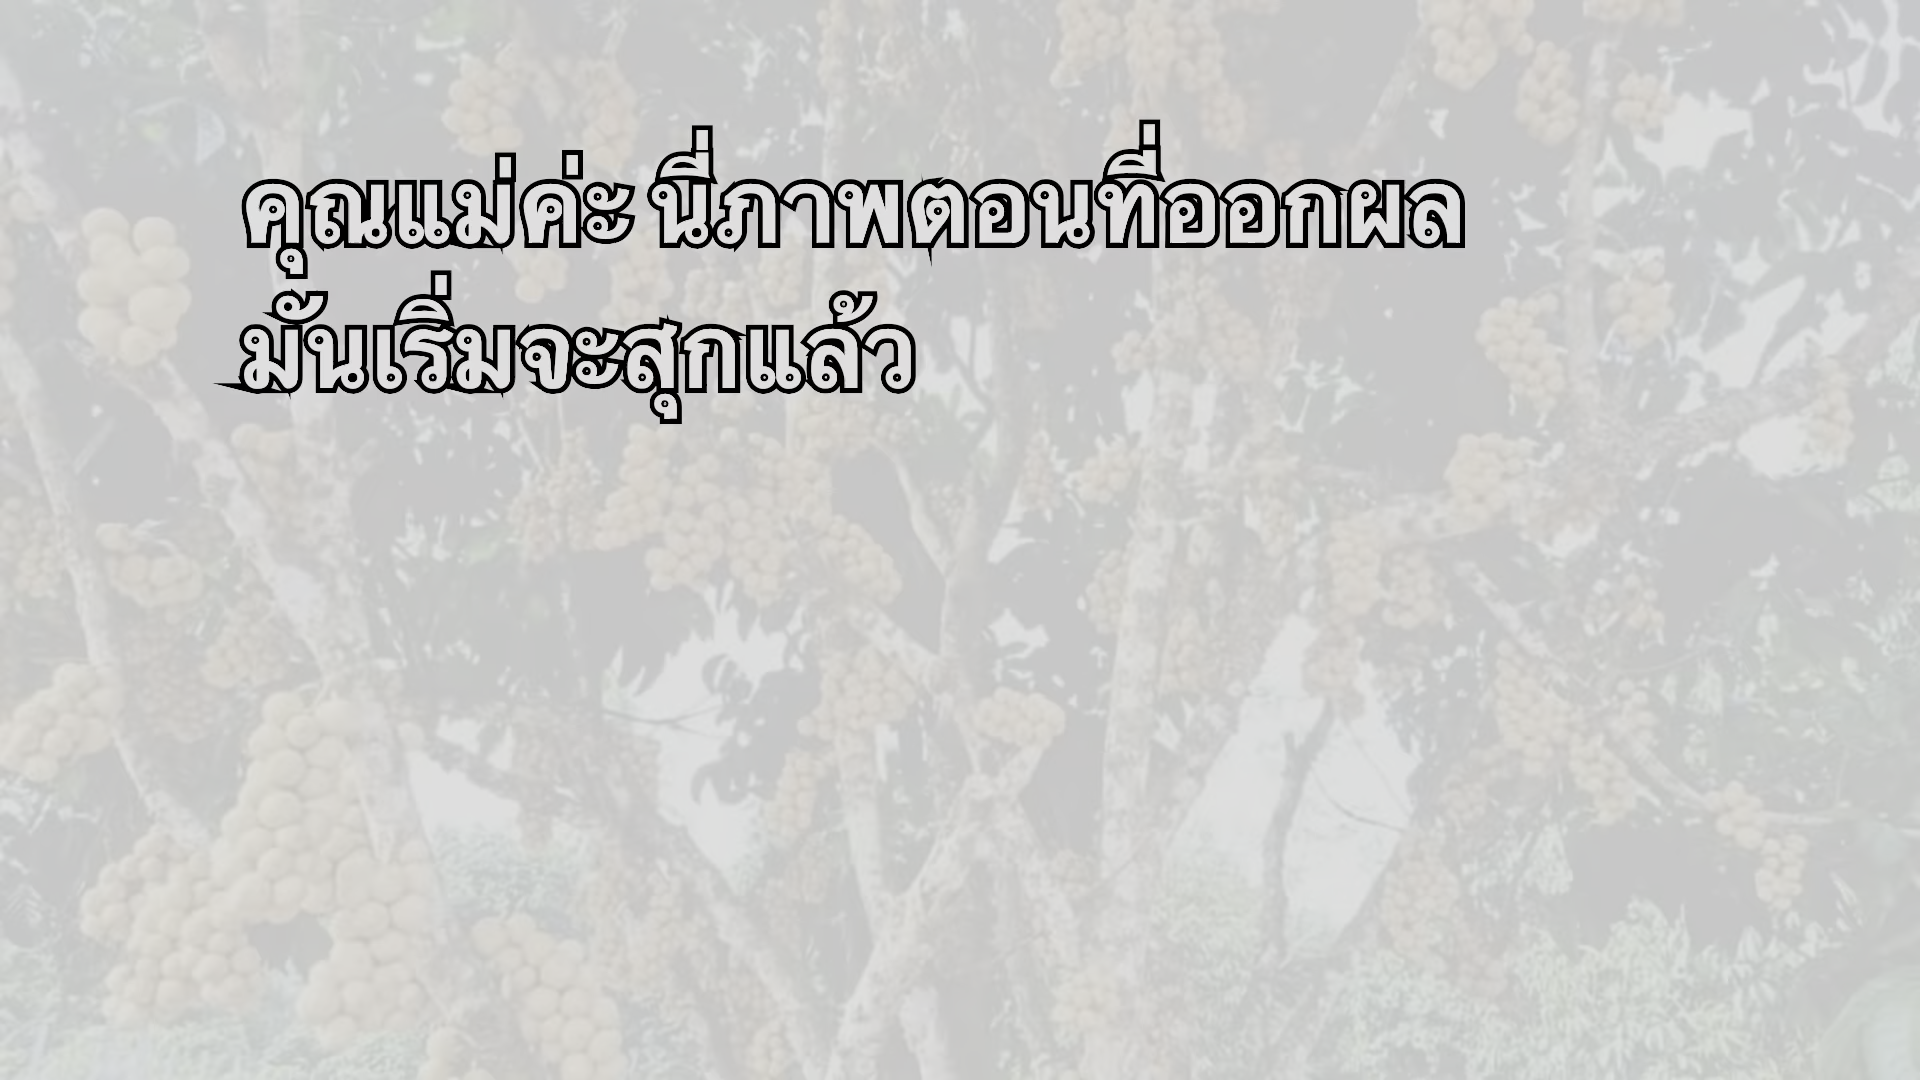 คุณแม่ค่ะ นี่ภาพตอนที่ออกผล
มันเริ่มจะสุกแล้ว